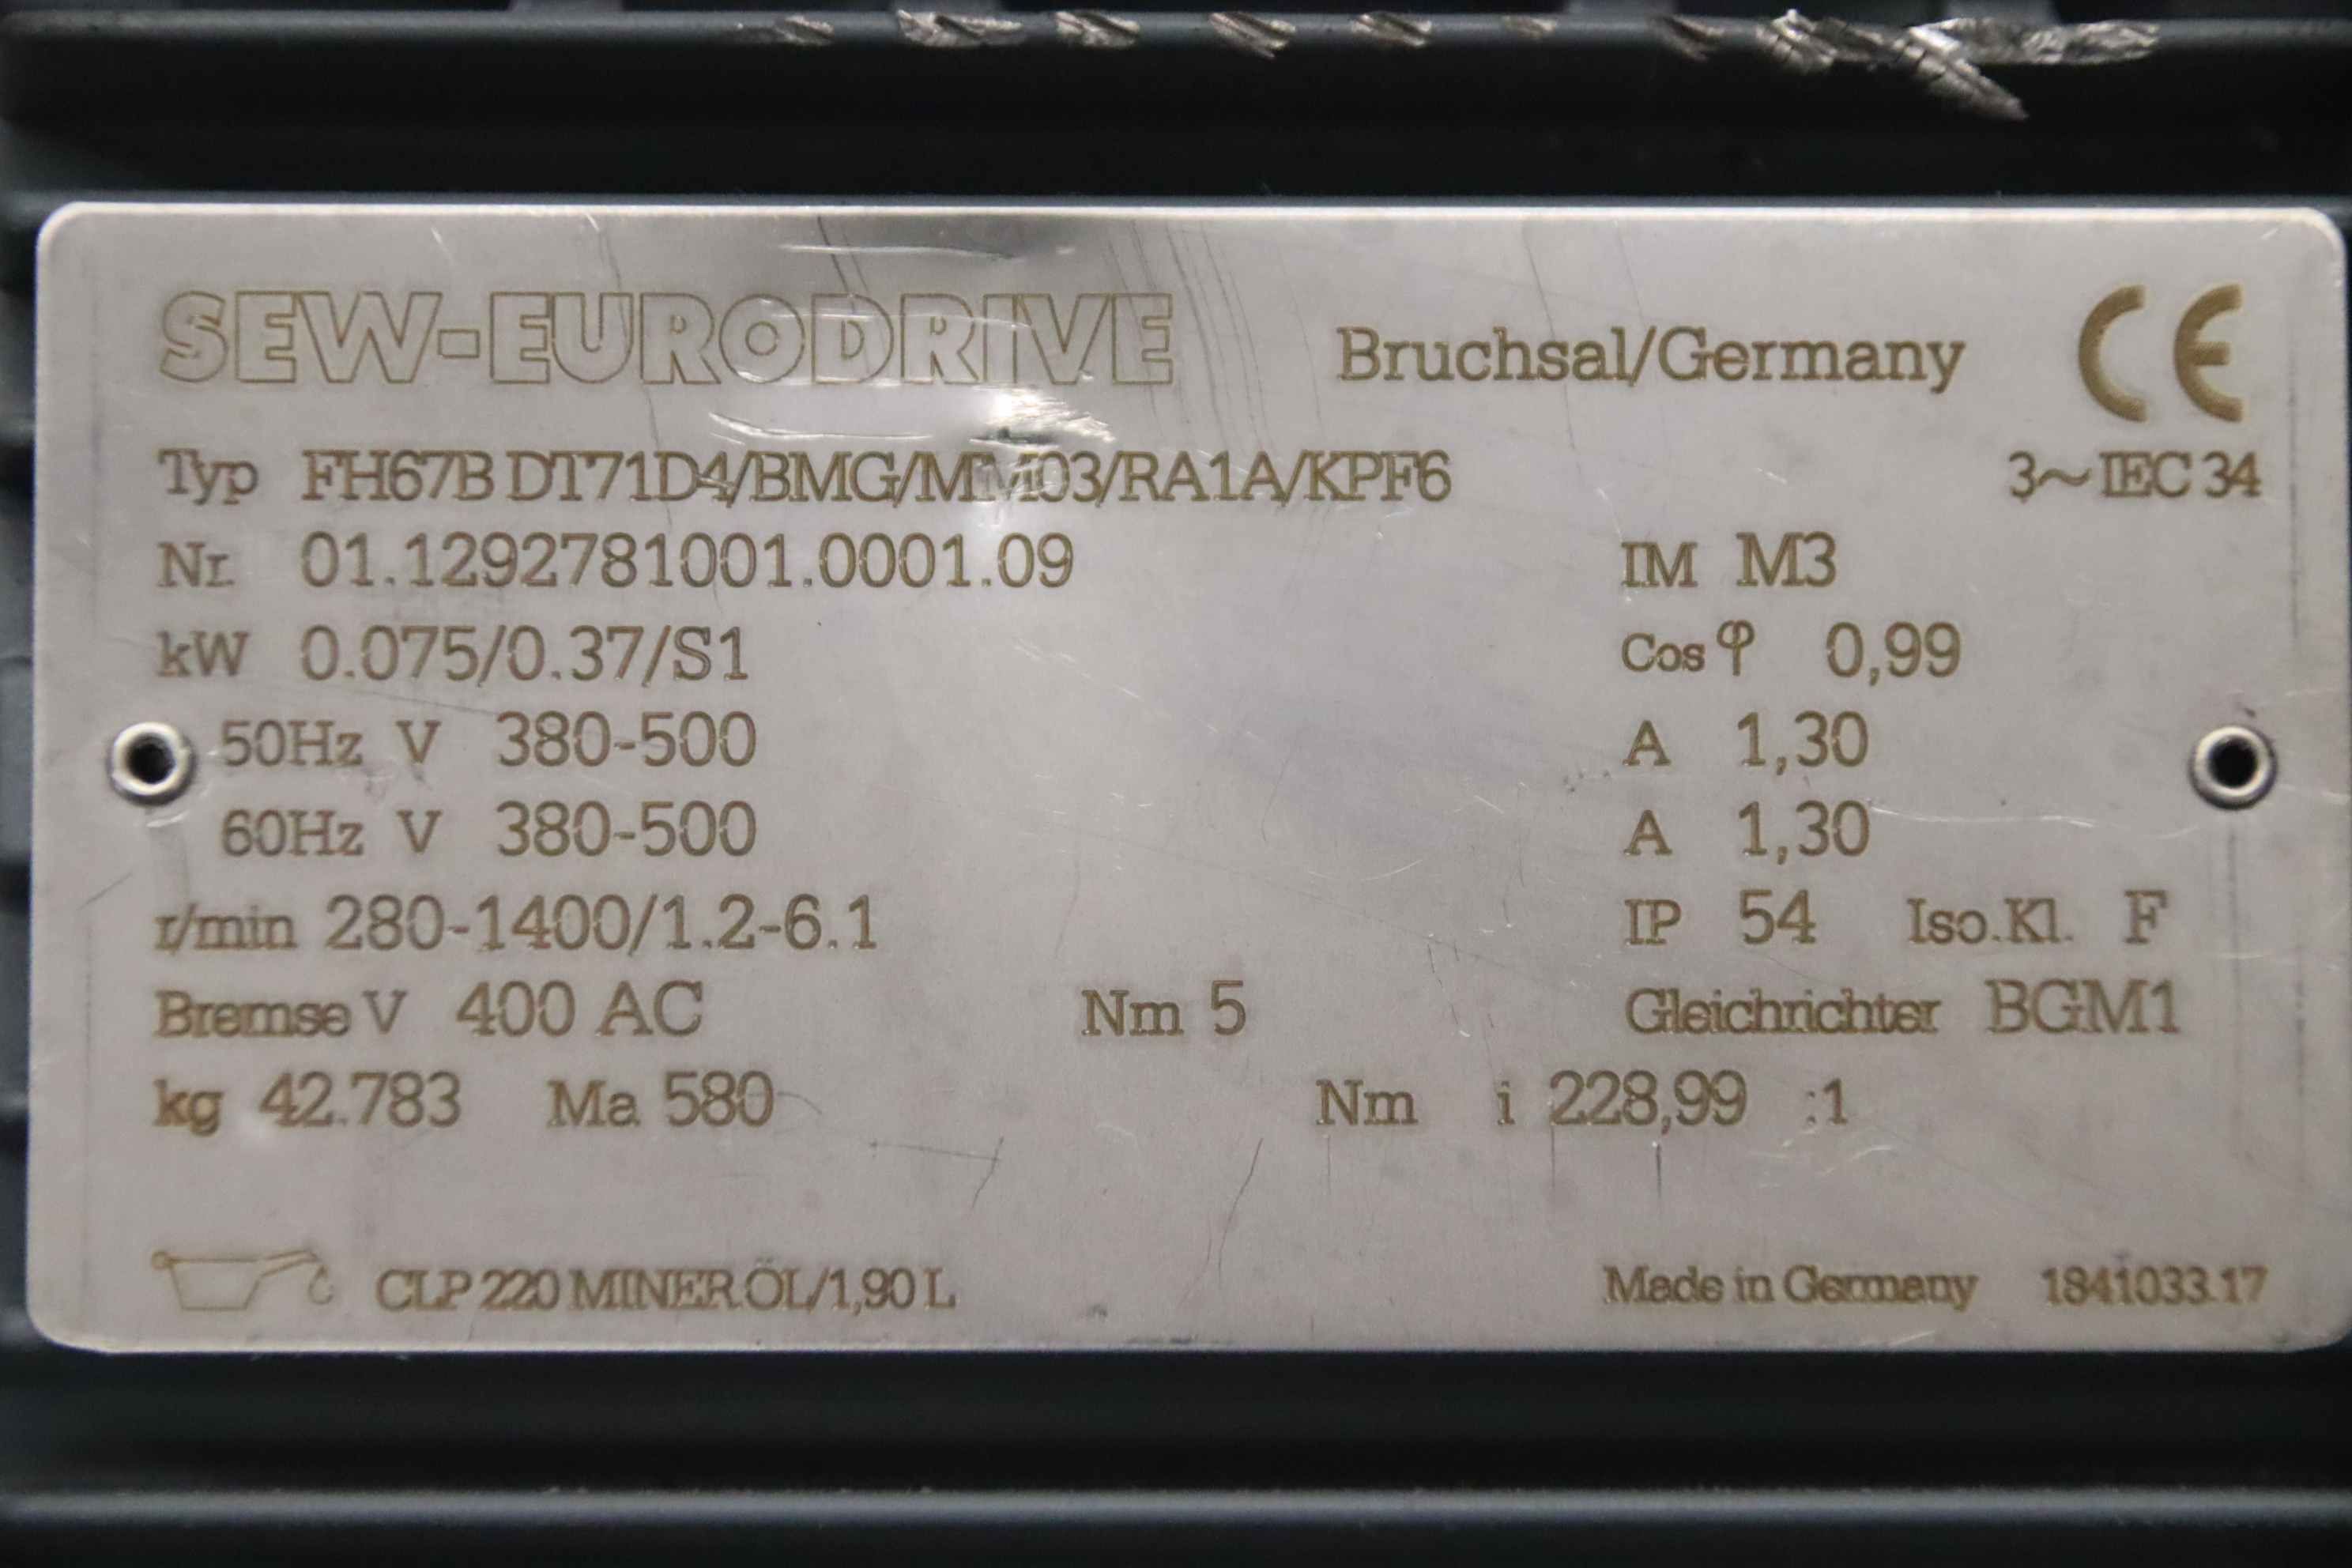 SEW-EURODRIVE Bruchsal/Germany CE
Typ FH67B DT71D4/BMG/MM03/RA1A/KPF6 3~IEC 34
Nr. 01.1292781001.0001.09 IM M3
kW 0.075/0.37/S1 Cos φ 0,99
50Hz V 380-500 A 1,30
60Hz V 380-500 A 1,30
r/min 280-1400/1.2-6.1 IP 54 Iso.Kl. F
Bremse V 400 AC Nm 5 Gleichrichter BGM1
kg 42.783 Ma 580 Nm i 228,99 :1
CLP 220 MINER.ÖL/1,90 L Made in Germany 1841033.17